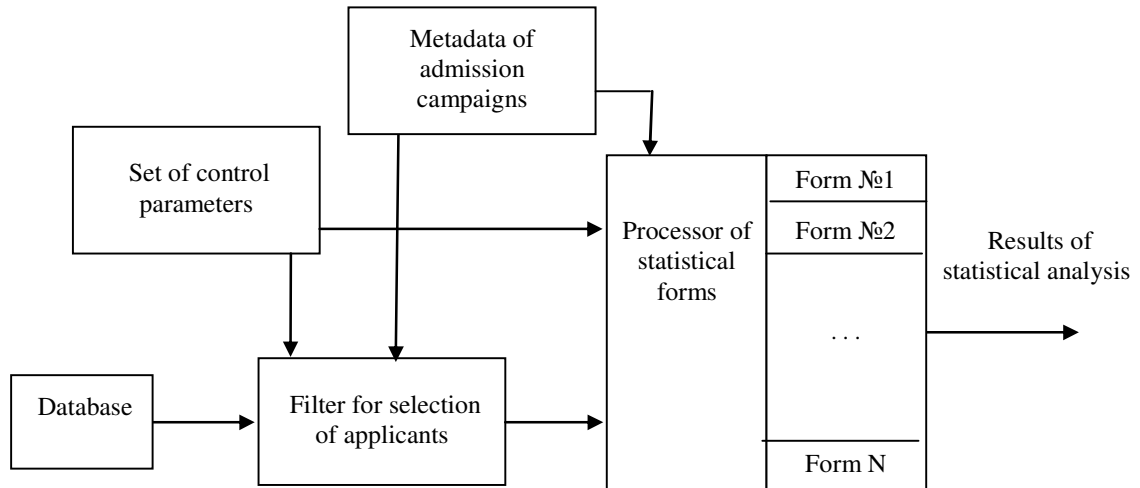 Metadata of
admission
campaigns
Set of control
parameters
Form №1
Processor of
statistical
forms
Form №2
Results of
statistical analysis
. . .
Database
Filter for selection
of applicants
Form N